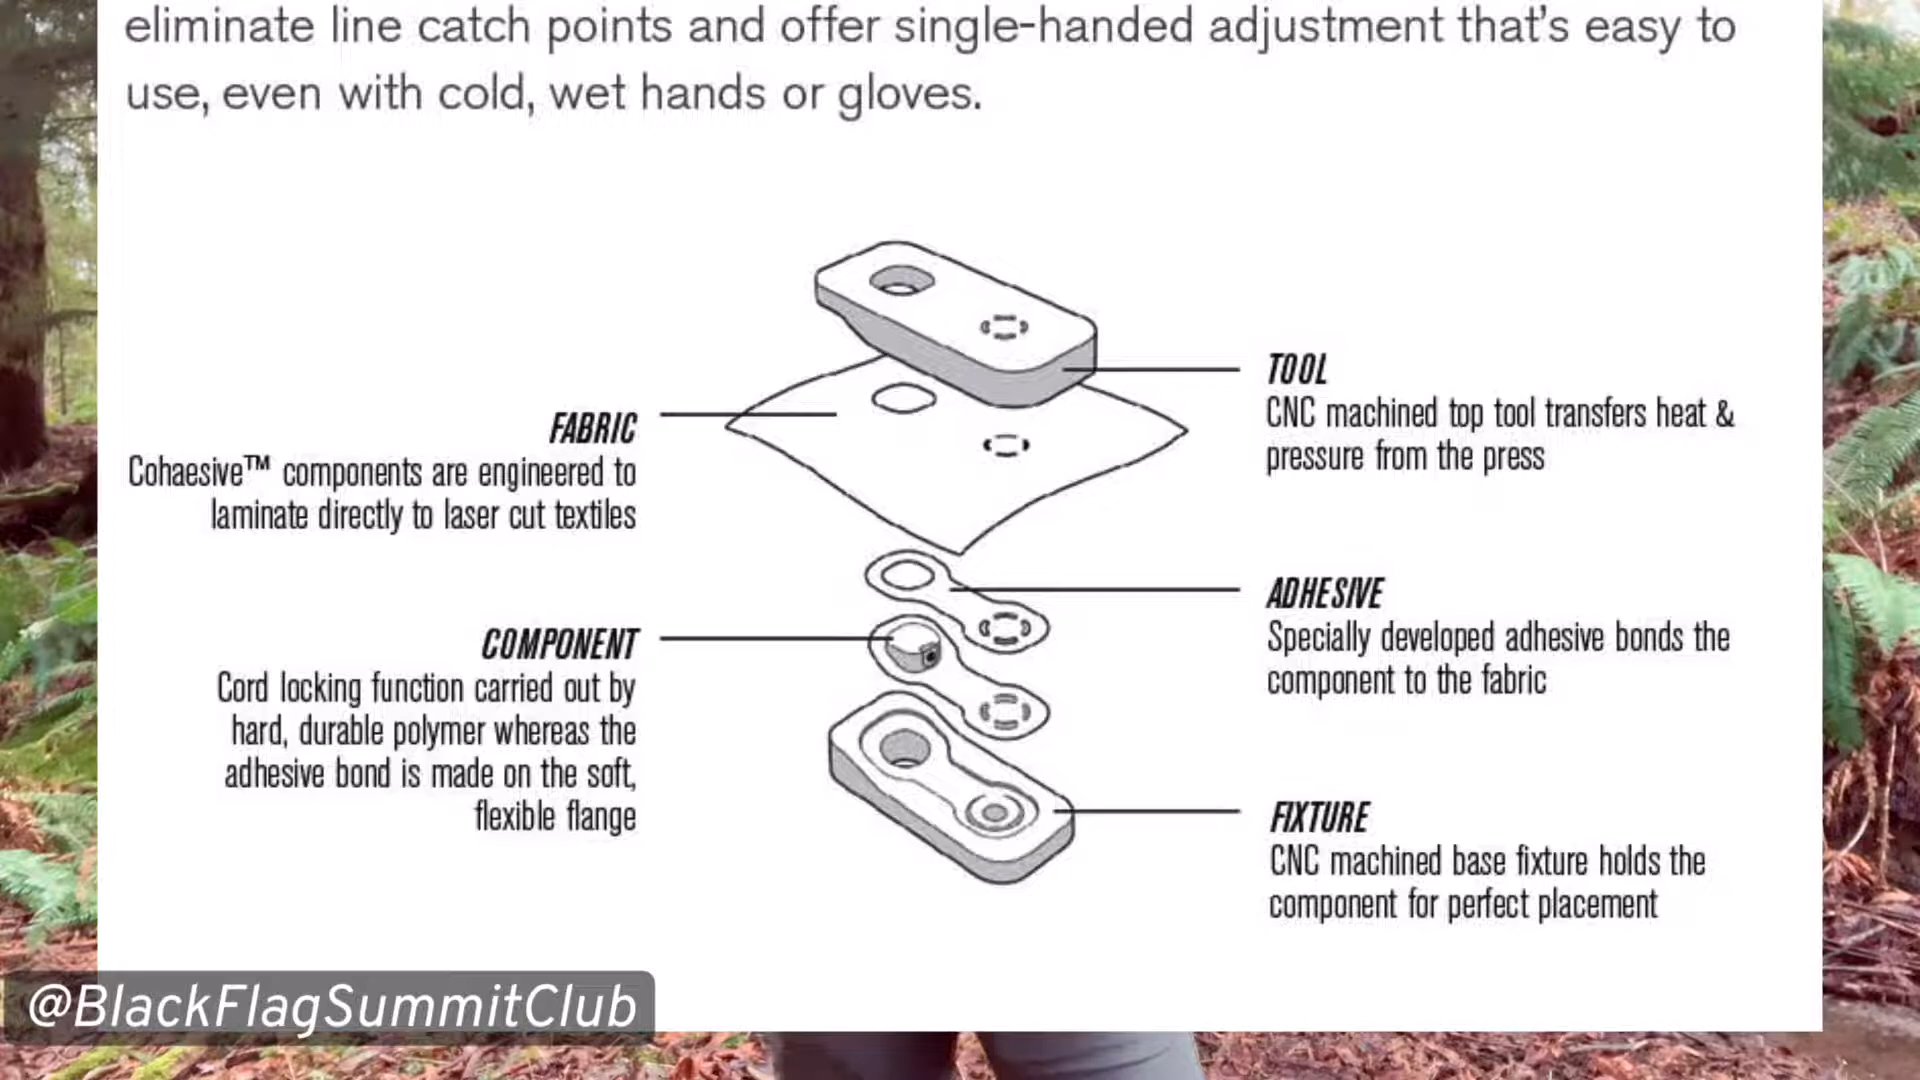 eliminate line catch points and offer single-handed adjustment that's easy to
use, even with cold, wet hands or gloves.
TOOL
CNC machined top tool transfers heat &
pressure from the press
FABRIC
Cohaesive™ components are engineered to
laminate directly to laser cut textiles
ADHESIVE
Specially developed adhesive bonds the
component to the fabric
COMPONENT
Cord locking function carried out by
hard, durable polymer whereas the
adhesive bond is made on the soft,
flexible flange
FIXTURE
CNC machined base fixture holds the
component for perfect placement
@BlackFlagSummitClub